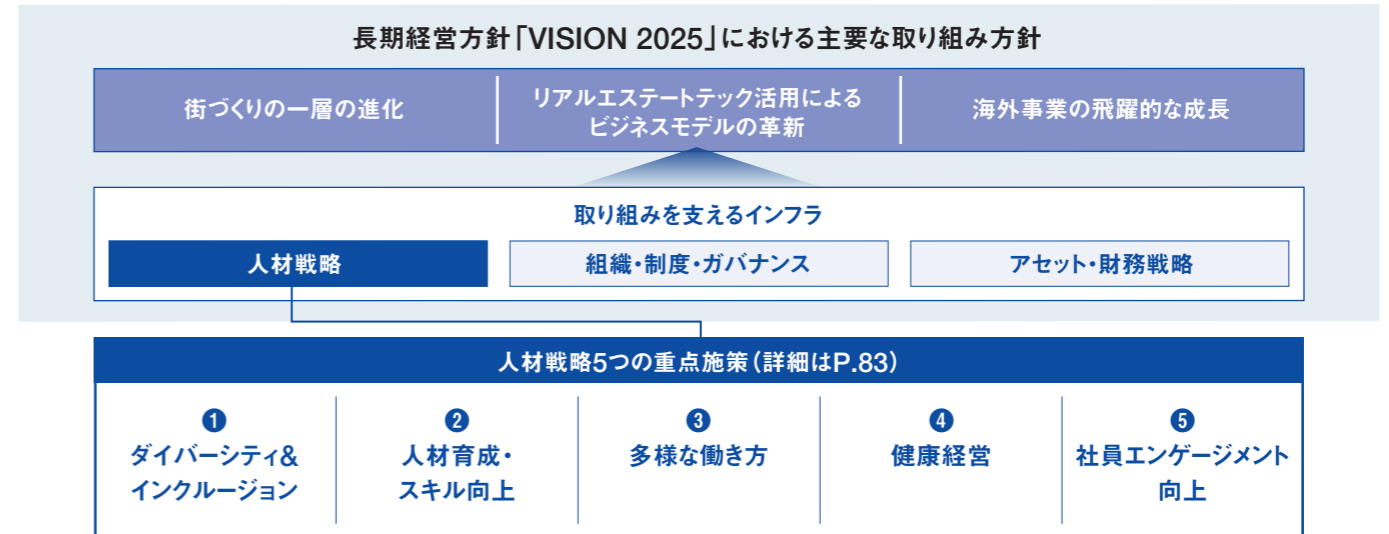 長期経営方針「VISION 2025」における主要な取り組み方針
街づくりの一層の進化
リアルエステートテック活用による
ビジネスモデルの革新
海外事業の飛躍的な成長
取り組みを支えるインフラ
人材戦略
組織・制度・ガバナンス
アセット・財務戦略
人材戦略5つの重点施策（詳細はP.83）
❶
ダイバーシティ&
インクルージョン
❷
人材育成・
スキル向上
❸
多様な働き方
❹
健康経営
❺
社員エンゲージメント
向上